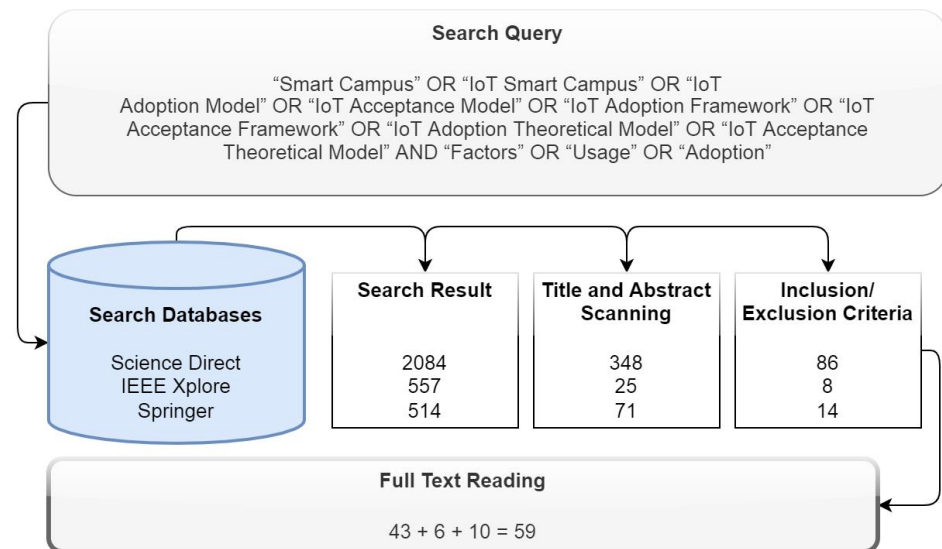 Search Query
“Smart Campus” OR “IoT Smart Campus” OR “IoT
Adoption Model” OR “IoT Acceptance Model” OR “IoT Adoption Framework” OR “IoT
Acceptance Framework” OR “IoT Adoption Theoretical Model” OR “IoT Acceptance
Theoretical Model” AND “Factors” OR “Usage” OR “Adoption”
Search Databases
Science Direct
IEEE Xplore
Springer
Search Result
2084
557
514
Title and Abstract
Scanning
348
25
71
Inclusion/
Exclusion Criteria
86
8
14
Full Text Reading
43 + 6 + 10 = 59